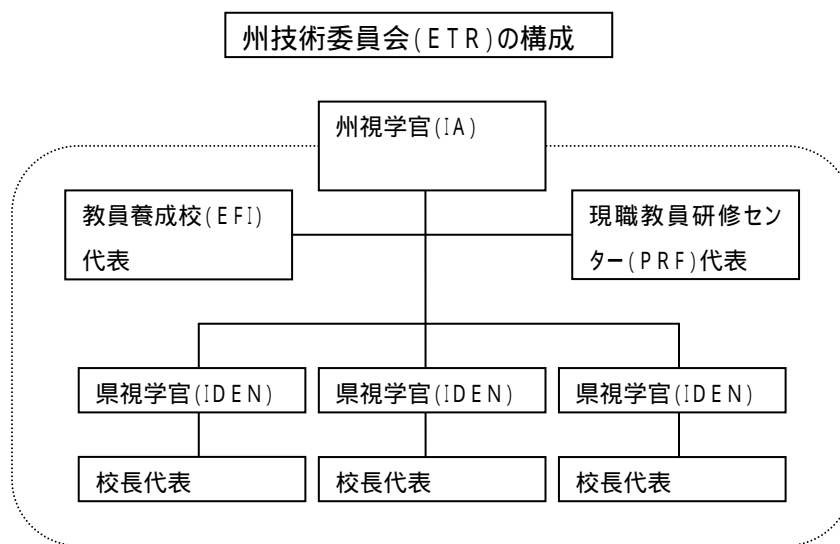 州技術委員会(ETR)の構成
州視学官(IA)
教員養成校(EFI)
代表
現職教員研修セン
ター(PRF)代表
県視学官(IDEN)
県視学官(IDEN)
県視学官(IDEN)
校長代表
校長代表
校長代表